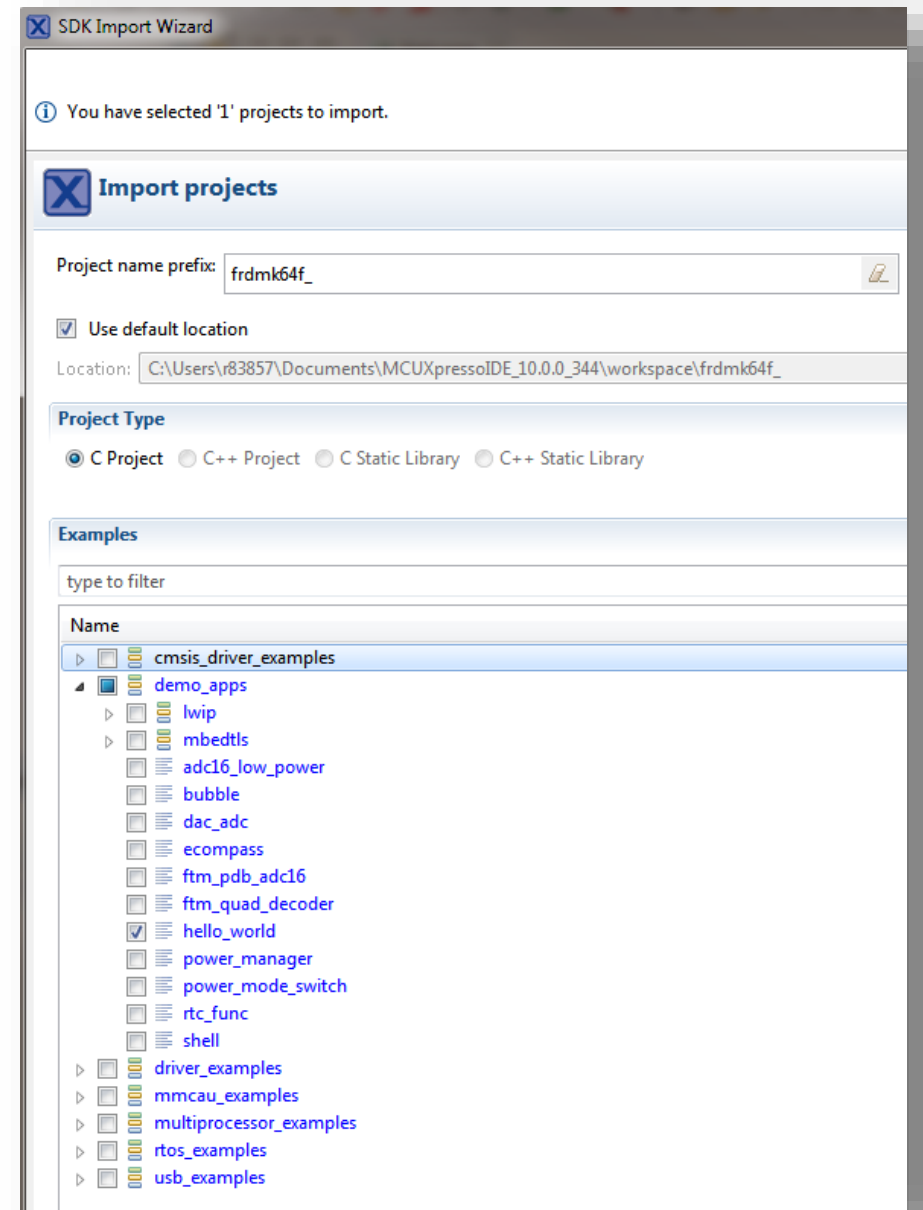 SDK Import Wizard
You have selected '1' projects to import.
Import projects
Project name prefix: frdmk64f_
Use default location
Location: C:\Users\r83857\Documents\MCUXpressoIDE_10.0.0_344\workspace\frdmk64f_
Project Type
C Project C++ Project C Static Library C++ Static Library
Examples
type to filter
Name
cmsis_driver_examples
demo_apps
lwip
mbedtls
adc16_low_power
bubble
dac_adc
ecompass
ftm_pdb_adc16
ftm_quad_decoder
hello_world
power_manager
power_mode_switch
rtc_func
shell
driver_examples
mmcau_examples
multiprocessor_examples
rtos_examples
usb_examples